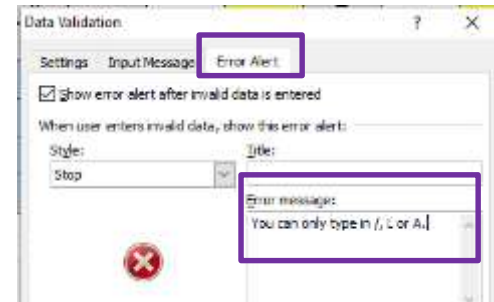 Data Validation ?
Settings Input Message Error Alert
Show error alert after invalid data is entered
When user enters invalid data, show this error alert:
Style: Title:
Stop
Error message:
You can only type in /, L or A.